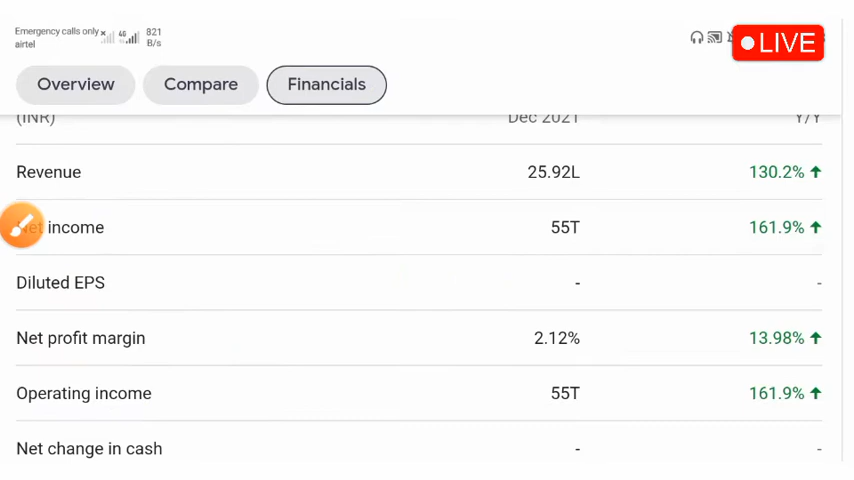 Emergency calls only 4G 821
airtel B/s
LIVE
Overview Compare Financials
(INR) Dec 2021 Y/Y
Revenue 25.92L 130.2%
Net income 55T 161.9%
Diluted EPS - -
Net profit margin 2.12% 13.98%
Operating income 55T 161.9%
Net change in cash - -